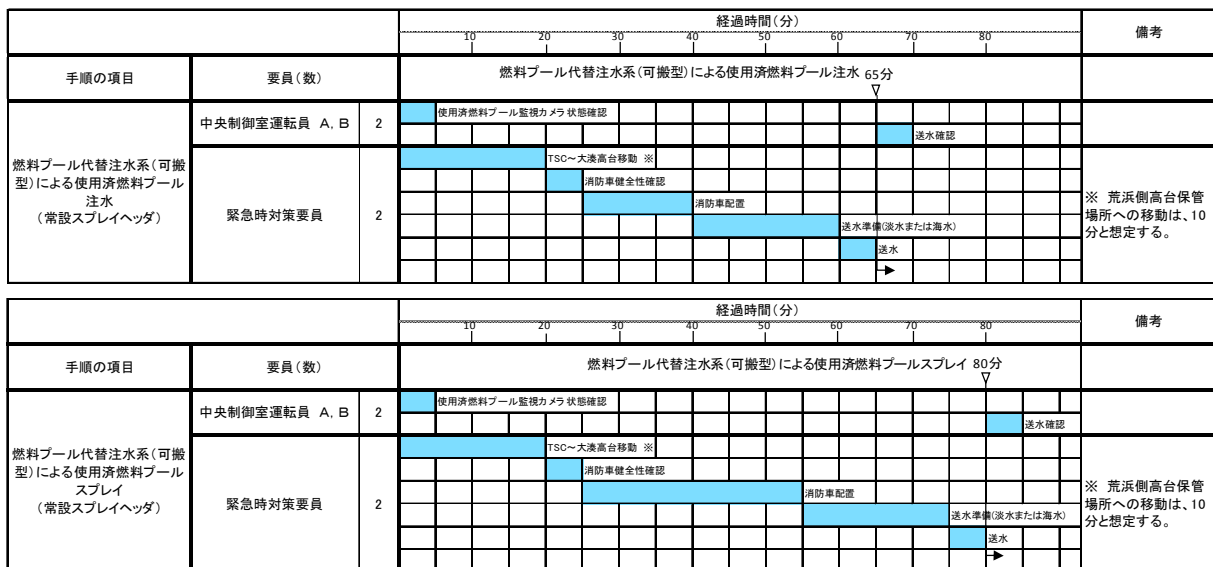 経過時間(分)
備考
10 20 30 40 50 60 70 80
手順の項目
要員(数)
燃料プール代替注水系(可搬型)による使用済燃料プール注水 65分
▽
燃料プール代替注水系(可搬
型)による使用済燃料プール
注水
(常設スプレイヘッダ)
中央制御室運転員 A, B
2
使用済燃料プール監視カメラ 状態確認
送水確認
緊急時対策要員
2
TSC~大湊高台移動 ※
消防車健全性確認
消防車配置
送水準備(淡水または海水)
送水
※ 荒浜側高台保管
場所への移動は、10
分と想定する。
経過時間(分)
備考
10 20 30 40 50 60 70 80
手順の項目
要員(数)
燃料プール代替注水系(可搬型)による使用済燃料プールスプレイ 80分
▽
燃料プール代替注水系(可搬
型)による使用済燃料プール
スプレイ
(常設スプレイヘッダ)
中央制御室運転員 A, B
2
使用済燃料プール監視カメラ 状態確認
送水確認
緊急時対策要員
2
TSC~大湊高台移動 ※
消防車健全性確認
消防車配置
送水準備(淡水または海水)
送水
※ 荒浜側高台保管
場所への移動は、10
分と想定する。